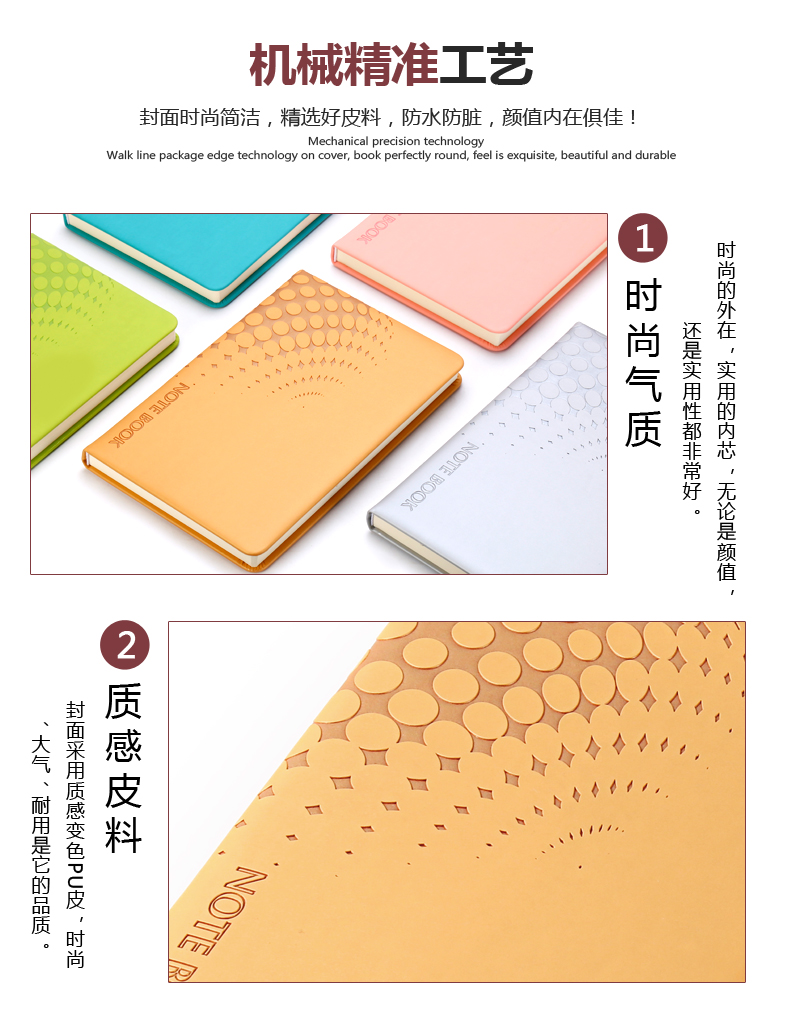 机械精准工艺
封面时尚简洁，精选好皮料，防水防脏，颜值内在俱佳！
Mechanical precision technology
Walk line package edge technology on cover, book perfectly round, feel is exquisite, beautiful and durable
1
时尚气质
时尚的外在，实用的内芯，无论是颜值，
还是实用性都非常好。
E BOOK
NOTE BOOK
NOTE BOOK
2
质感皮料
封面采用质感变色PU皮，时尚
、大气、耐用是它的品质。
NOTE B